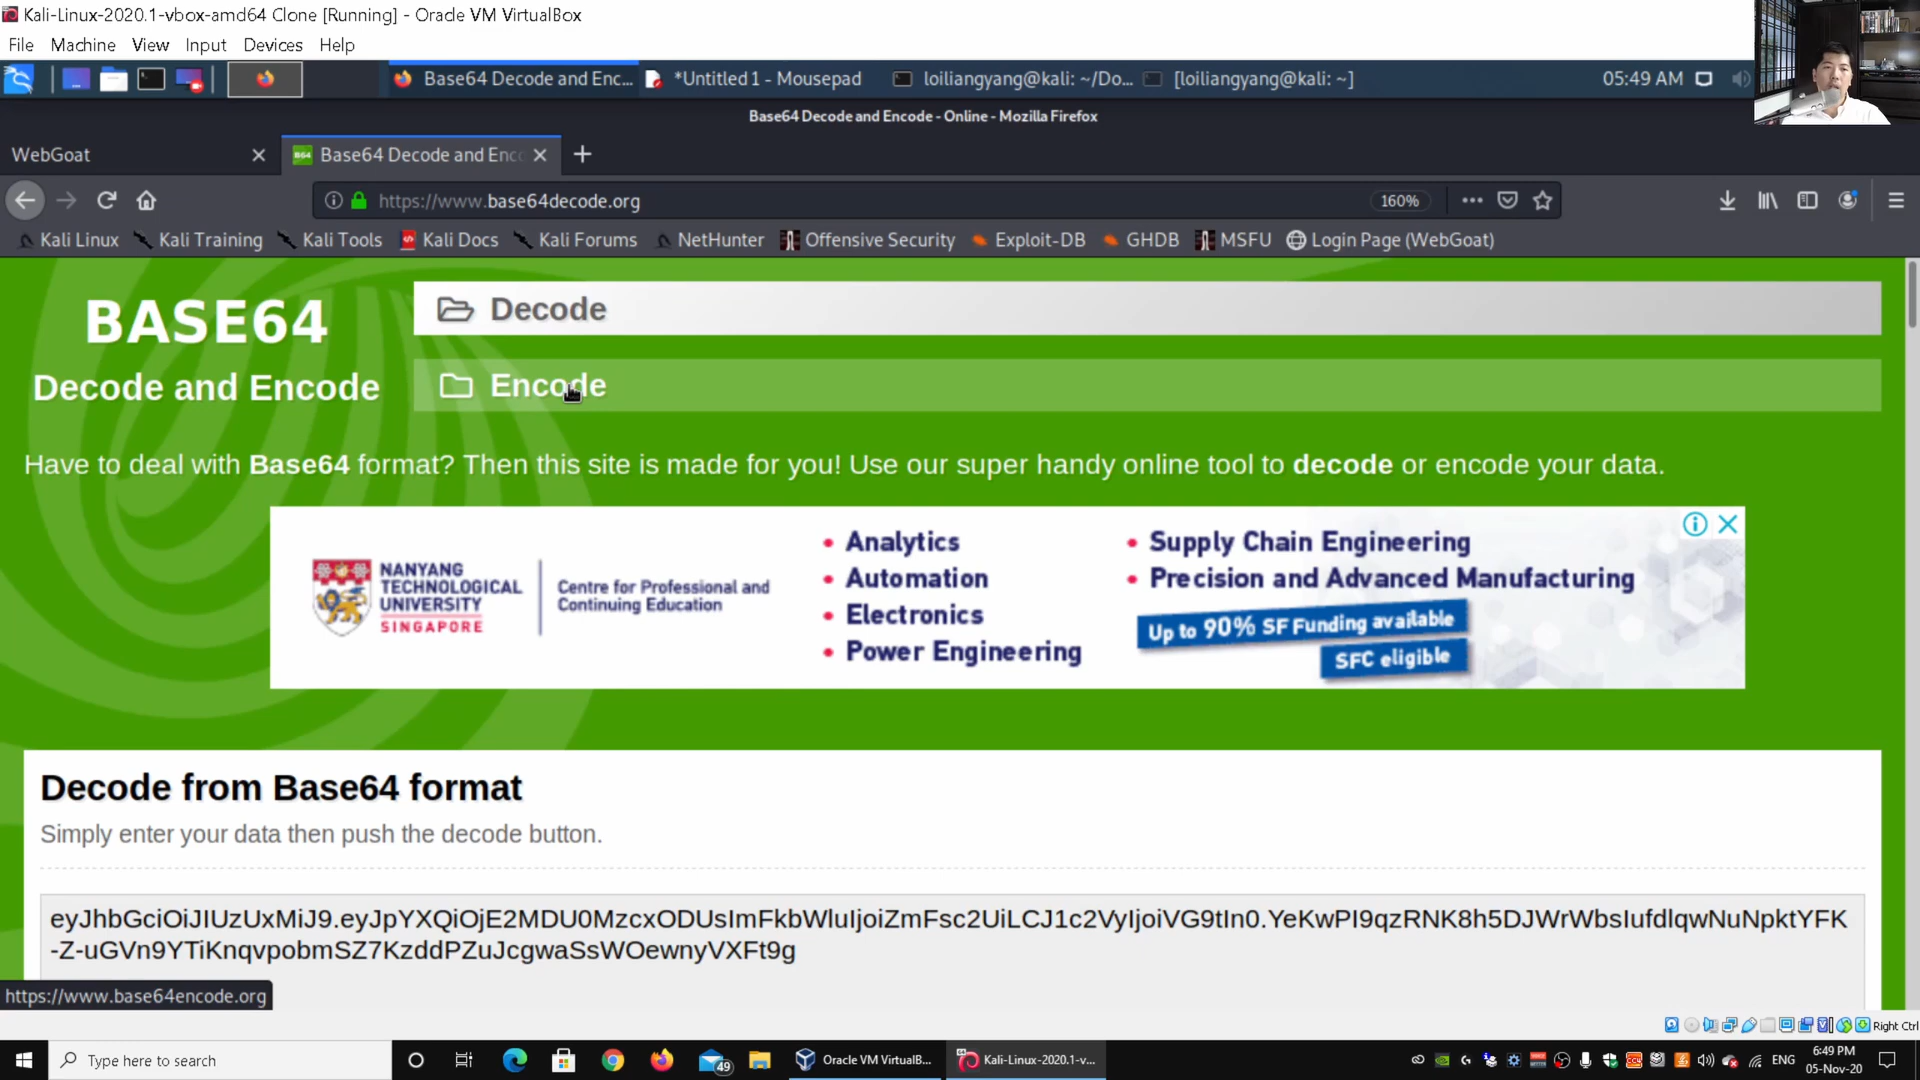 Kali-Linux-2020.1-vbox-amd64 Clone [Running] - Oracle VM VirtualBox
File Machine View Input Devices Help
Base64 Decode and Enc... *Untitled 1 - Mousepad loiliangyang@kali: ~/Do... [loiliangyang@kali: ~] 05:49 AM
Base64 Decode and Encode - Online - Mozilla Firefox
WebGoat Base64 Decode and Enco
https://www.base64decode.org 160%
Kali Linux Kali Training Kali Tools Kali Docs Kali Forums NetHunter Offensive Security Exploit-DB GHDB MSFU Login Page (WebGoat)
BASE64
Decode and Encode
Decode
Encode
Have to deal with Base64 format? Then this site is made for you! Use our super handy online tool to decode or encode your data.
NANYANG
TECHNOLOGICAL
UNIVERSITY
SINGAPORE
Centre for Professional and
Continuing Education
• Analytics
• Automation
• Electronics
• Power Engineering
• Supply Chain Engineering
• Precision and Advanced Manufacturing
Up to 90% SF Funding available
SFC eligible
Decode from Base64 format
Simply enter your data then push the decode button.
eyJhbGciOiJIUzUxMiJ9.eyJpYXQiOjE2MDU0MzcxODUsImFkbWluIjoiZmFsc2UiLCJ1c2VyIjoiVG9tIn0.YeKwPI9qzRNK8h5DJWrWbsIufdlqwNuNpktYFK
-Z-uGVn9YTiKnqvpobmSZ7KzddPZuJcgwaSsWOewnyVXFt9g
https://www.base64encode.org
Right Ctrl
Type here to search 49 Oracle VM VirtualB... Kali-Linux-2020.1-v... ENG 6:49 PM
05-Nov-20